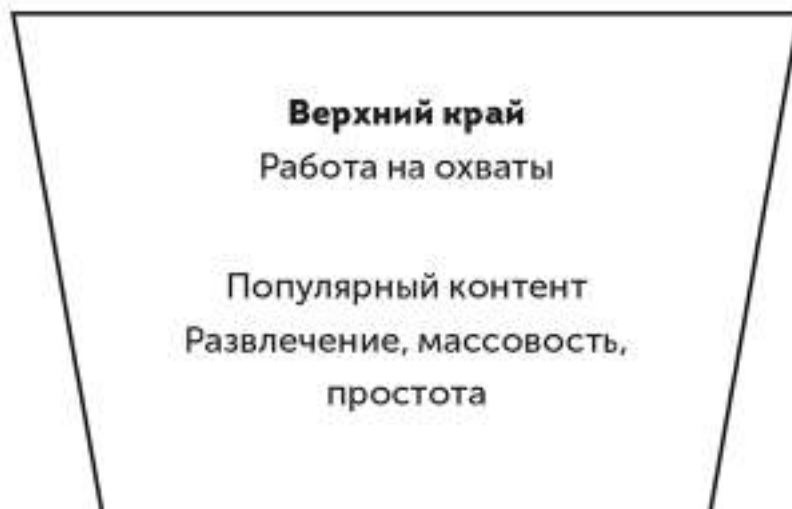 Верхний край
Работа на охваты
Популярный контент
Развлечение, массовость,
простота